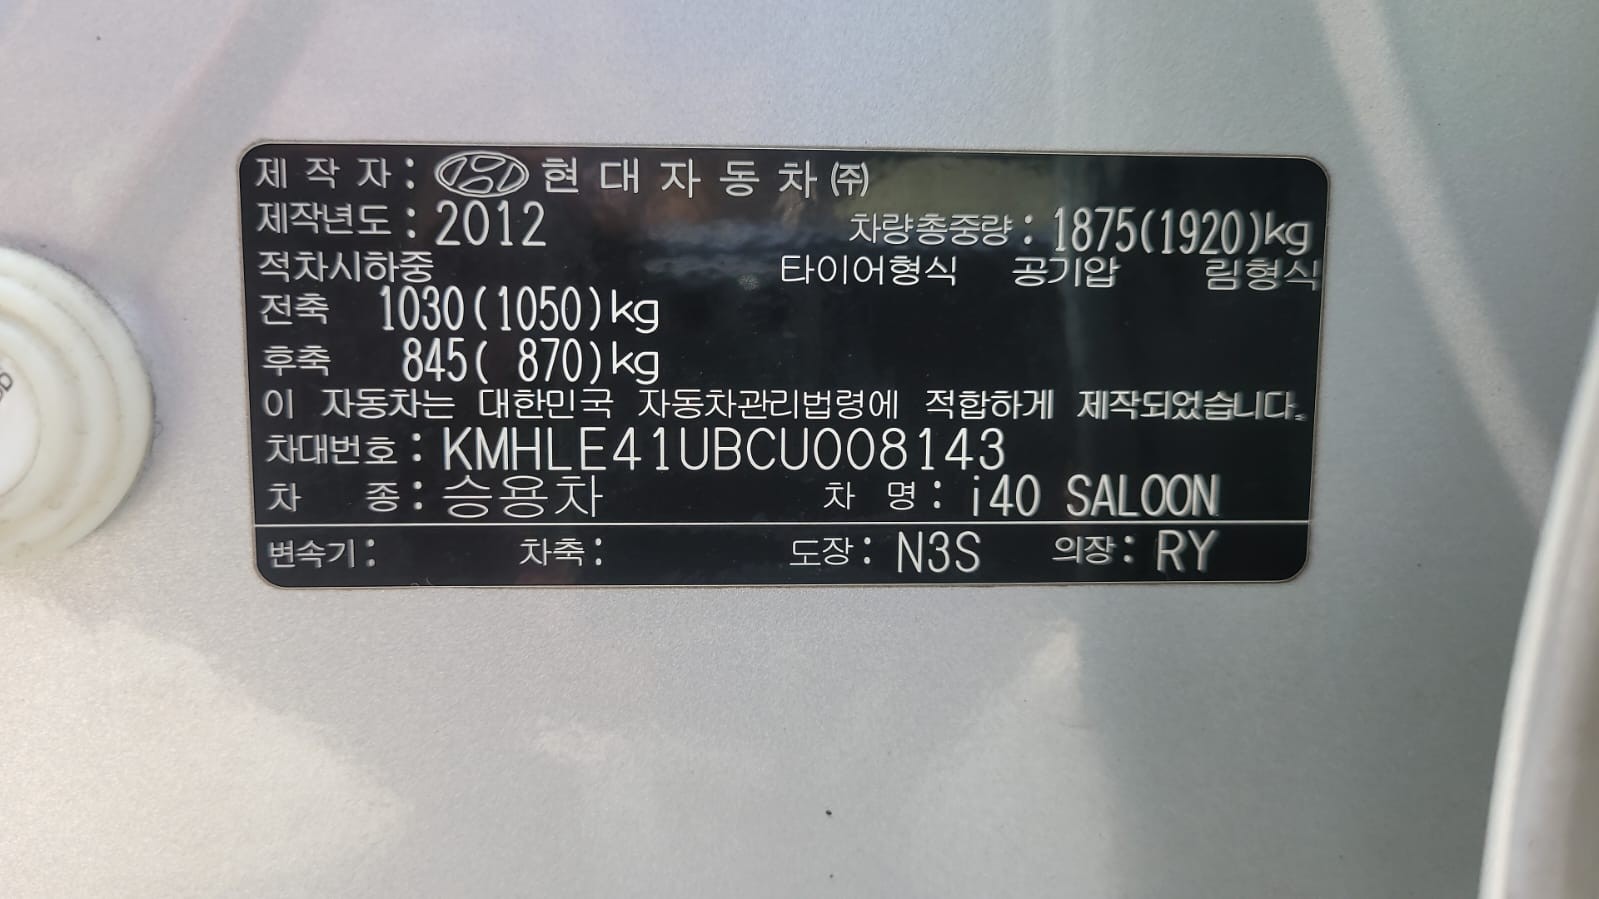 제 작 자 : 현 대 자 동 차 ㈜
제작년도 : 2012 차량총중량 : 1875(1920)kg
적차시하중 타이어형식 공기압 림형식
전축 1030(1050)kg
후축 845( 870)kg
이 자동차는 대한민국 자동차관리법령에 적합하게 제작되었습니다.
차대번호 : KMHLE41UBCU008143
차 종 : 승용차 차 명 : i40 SALOON
변속기 : 차축 : 도장 : N3S 의장 : RY